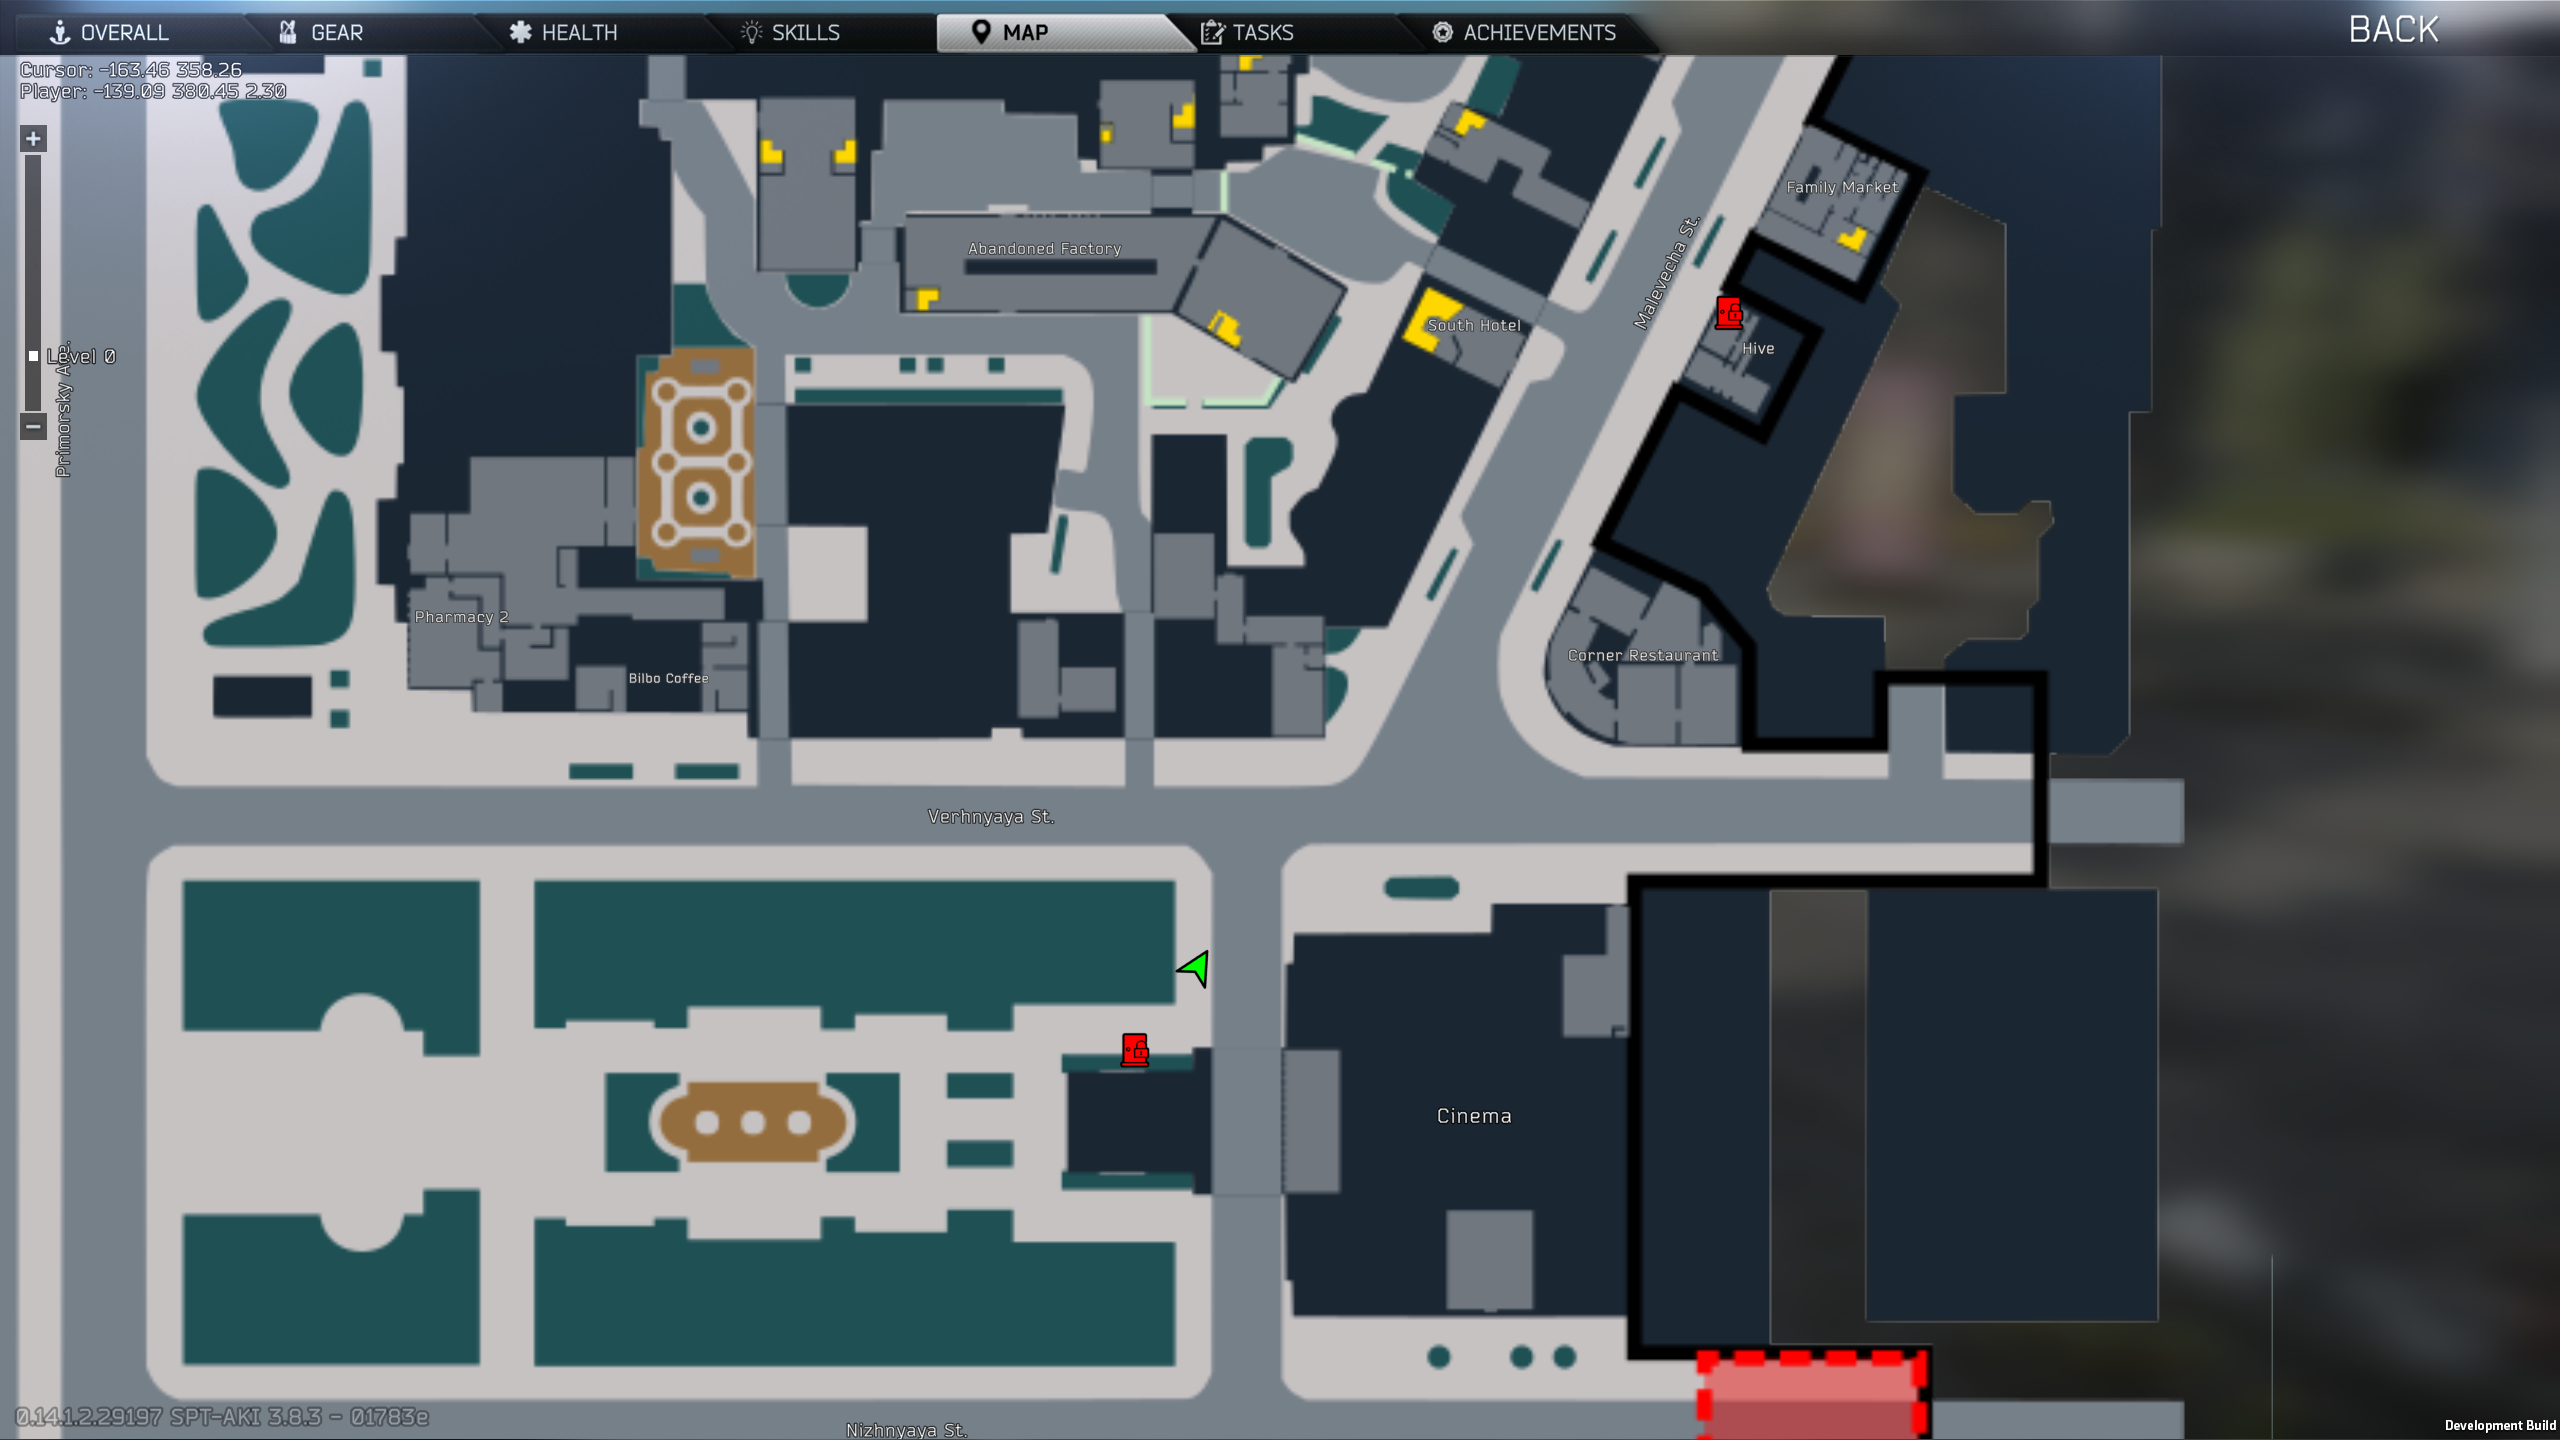 OVERALL
GEAR
HEALTH
SKILLS
MAP
TASKS
ACHIEVEMENTS
BACK
Cursor: -163.46 358.26
Player: -139.09 380.45 2.30
+
Family Market
Abandoned Factory
Malevecha St.
South Hotel
Hive
Level 0
Primorsky Ave.
−
Pharmacy 2
Corner Restaurant
Bilbo Coffee
Verhnyaya St.
Cinema
0.14.1.2.29197 SPT-AKI 3.8.3 - 01783e
Nizhnyaya St.
Development Build